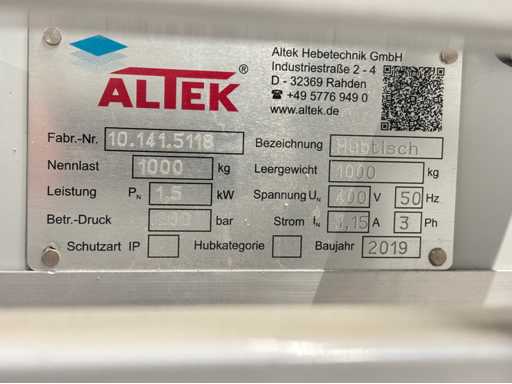 ALTEK ®
Altek Hebetechnik GmbH
Industriestraße 2 - 4
D - 32369 Rahden
☎ +49 5776 949 0
www.altek.de
Fabr.-Nr. 10.141.5118 Bezeichnung Hubtisch
Nennlast 1000 kg Leergewicht 1000 kg
Leistung PN 1,5 kW Spannung UN 400 V 50 Hz
Betr.-Druck bar Strom IN A 3 Ph
Schutzart IP Hubkategorie Baujahr 2019